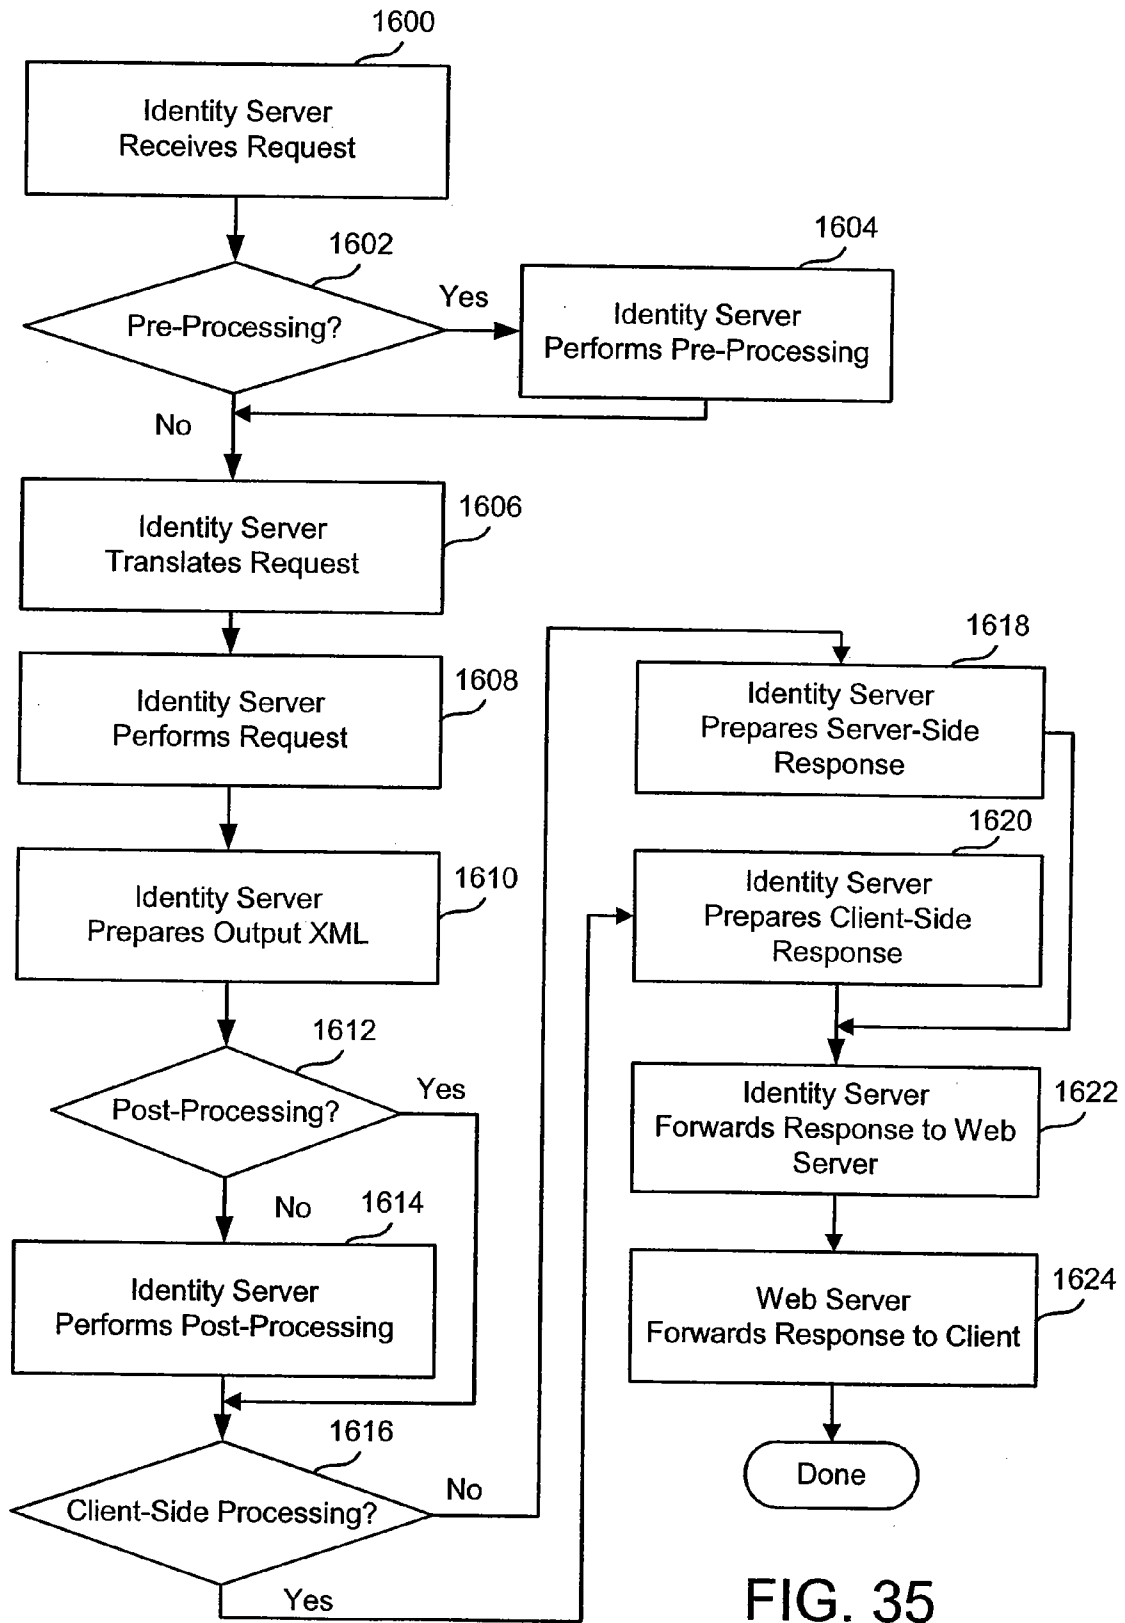 1600
Identity Server
Receives Request
1602
Pre-Processing?
Yes
1604
Identity Server
Performs Pre-Processing
No
1606
Identity Server
Translates Request
1608
Identity Server
Performs Request
1610
Identity Server
Prepares Output XML
1612
Post-Processing?
Yes
No
1614
Identity Server
Performs Post-Processing
1616
Client-Side Processing?
No
Yes
1618
Identity Server
Prepares Server-Side
Response
1620
Identity Server
Prepares Client-Side
Response
1622
Identity Server
Forwards Response to Web
Server
1624
Web Server
Forwards Response to Client
Done
FIG. 35